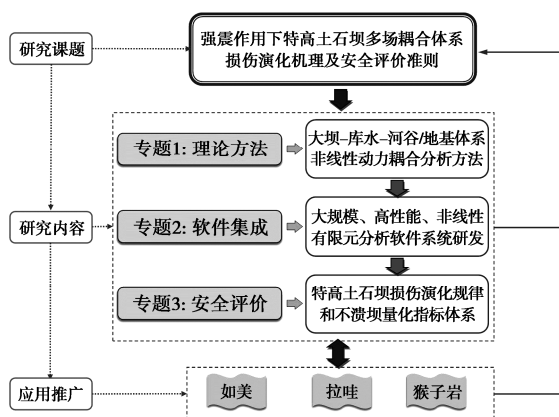 研究课题
强震作用下特高土石坝多场耦合体系
损伤演化机理及安全评价准则
专题1: 理论方法
大坝–库水–河谷/地基体系
非线性动力耦合分析方法
研究内容
专题2: 软件集成
大规模、高性能、非线性
有限元分析软件系统研发
专题3: 安全评价
特高土石坝损伤演化规律
和不溃坝量化指标体系
应用推广
如美
拉哇
猴子岩